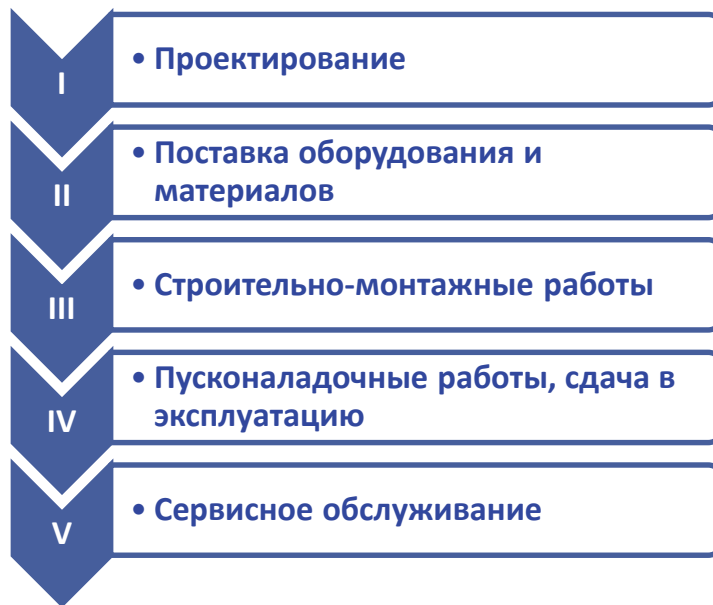 I
• Проектирование
II
• Поставка оборудования и
материалов
III
• Строительно-монтажные работы
IV
• Пусконаладочные работы, сдача в
эксплуатацию
V
• Сервисное обслуживание